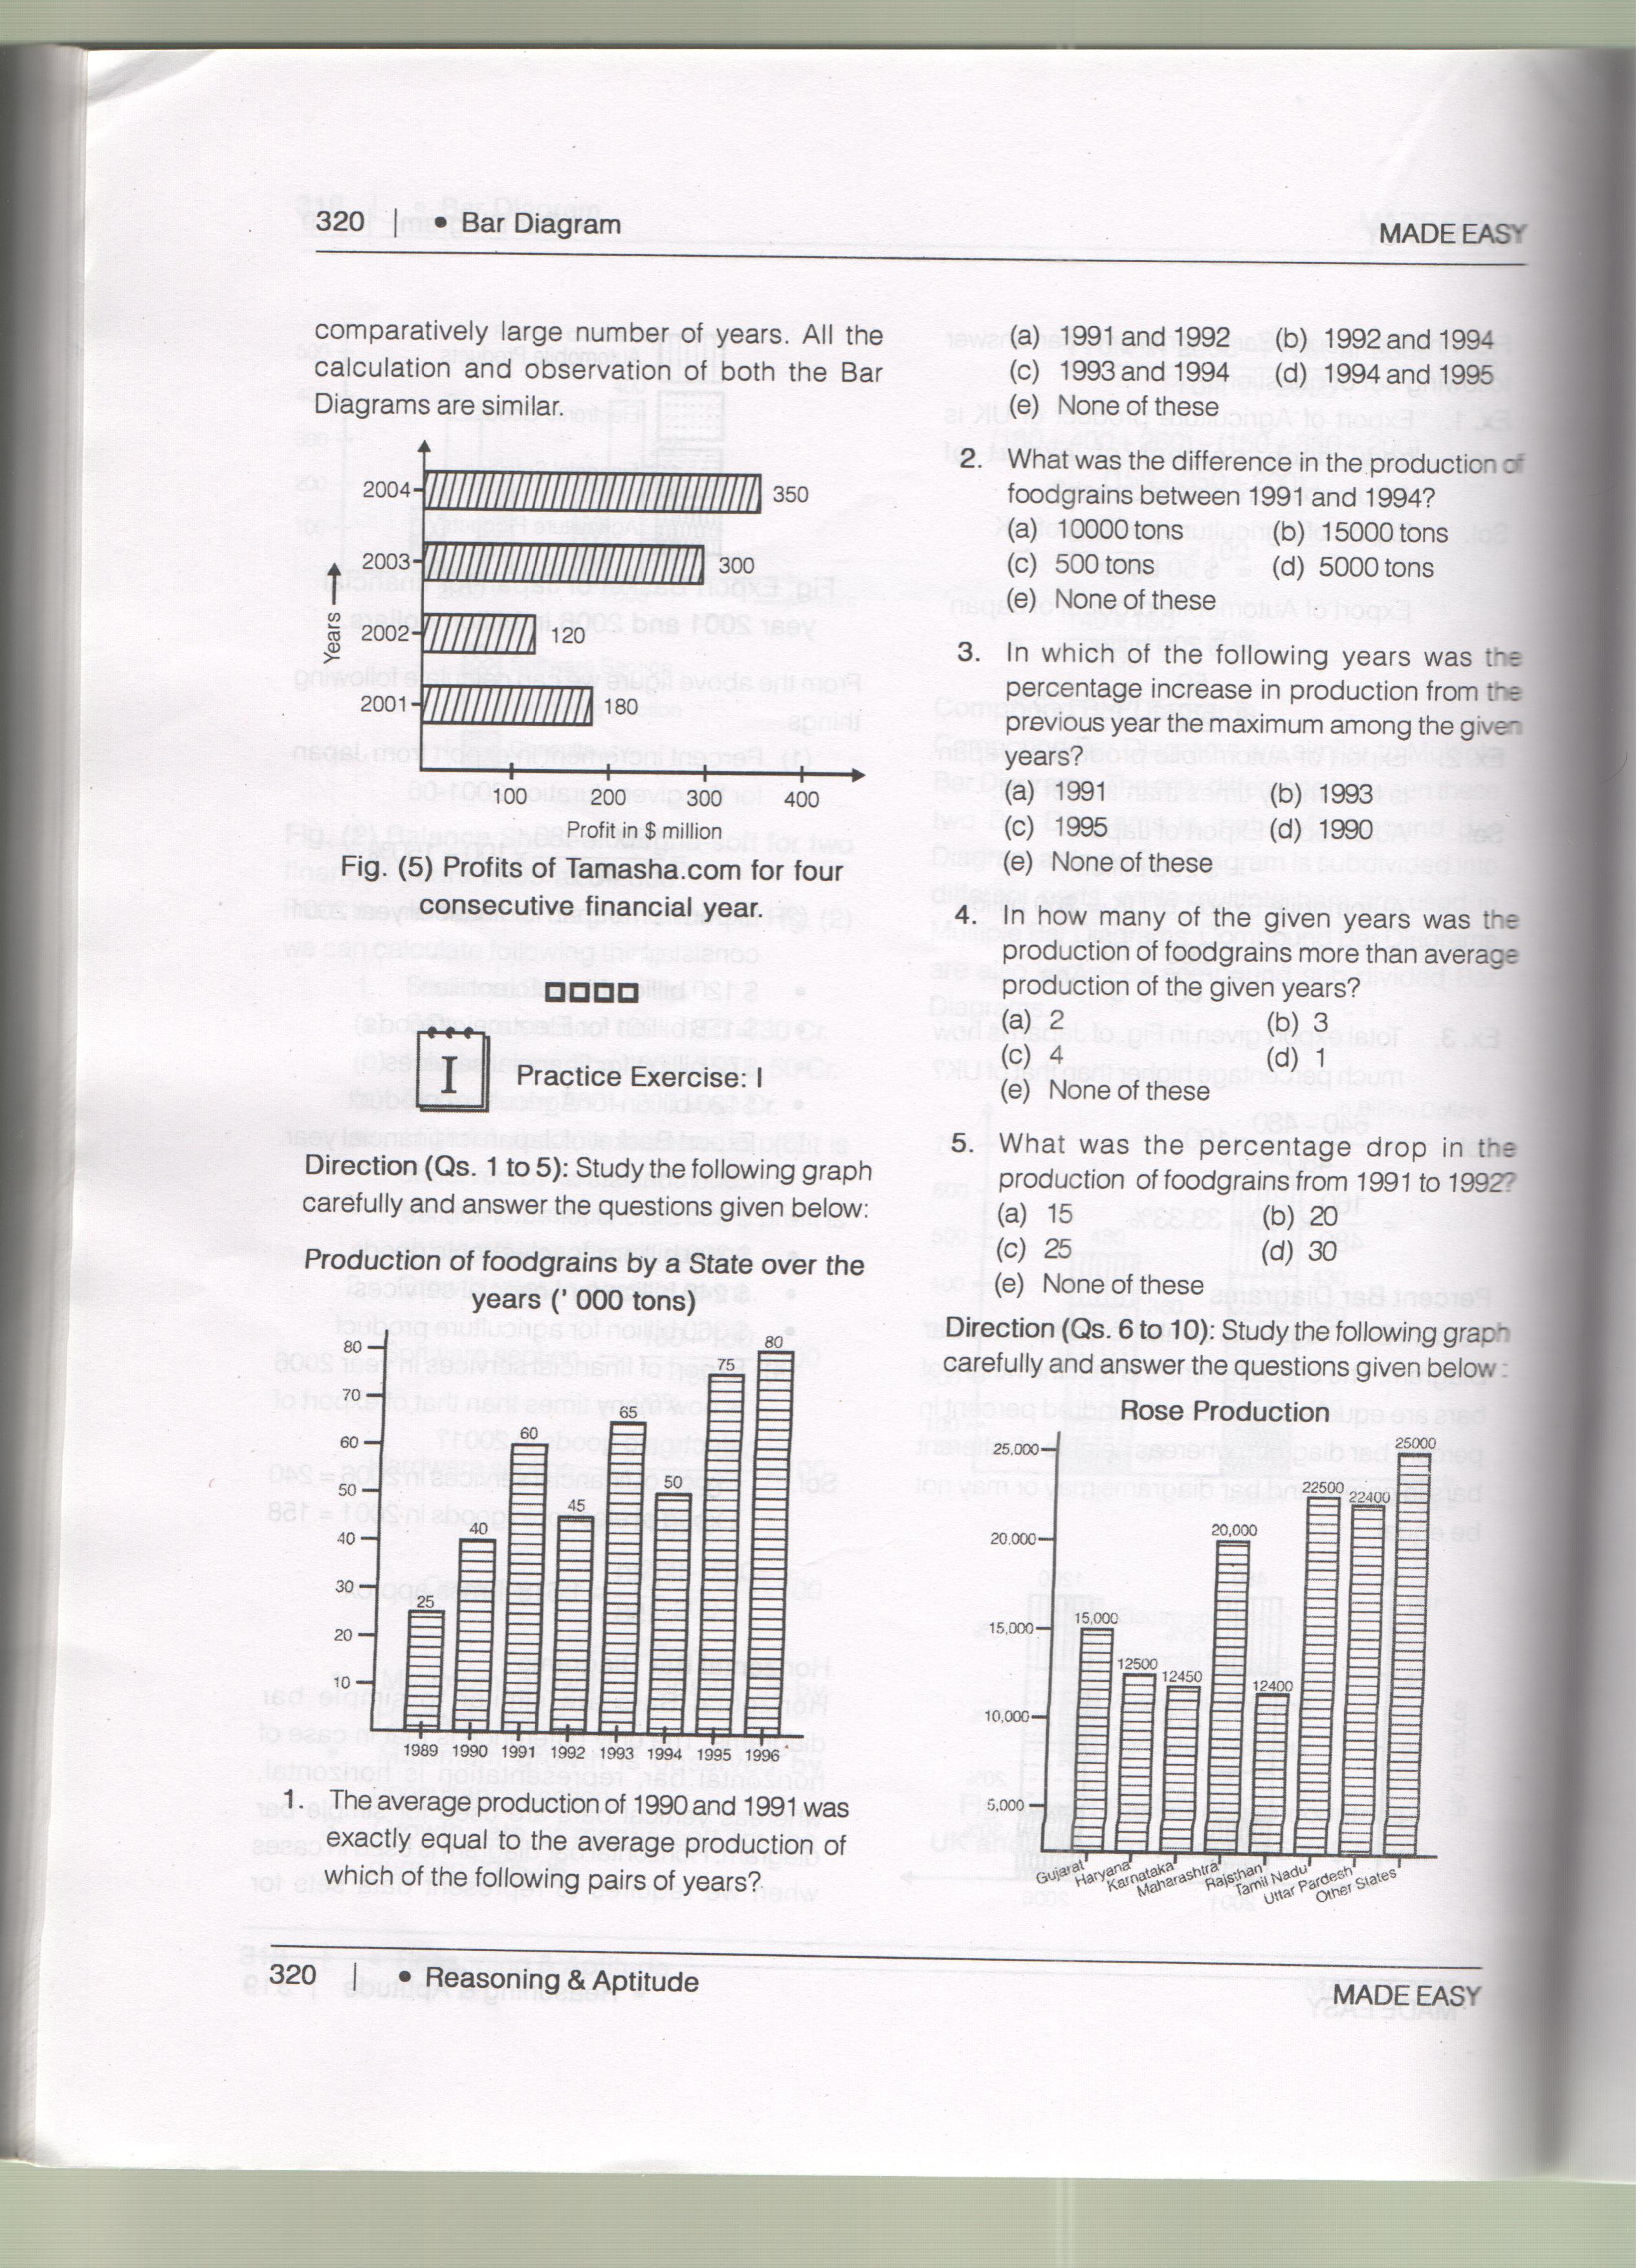 320 | • Bar Diagram
MADE EASY
comparatively large number of years. All the
calculation and observation of both the Bar
Diagrams are similar.
2004
350
2003
300
Years
2002
120
2001
180
100 200 300 400
Profit in $ million
Fig. (5) Profits of Tamasha.com for four
consecutive financial year.
I
Practice Exercise: I
Direction (Qs. 1 to 5): Study the following graph
carefully and answer the questions given below:
Production of foodgrains by a State over the
years (' 000 tons)
80
70
60
50
40
30
20
10
25
40
60
45
65
50
75
80
1989 1990 1991 1992 1993 1994 1995 1996
1. The average production of 1990 and 1991 was
exactly equal to the average production of
which of the following pairs of years?
(a) 1991 and 1992 (b) 1992 and 1994
(c) 1993 and 1994 (d) 1994 and 1995
(e) None of these
2. What was the difference in the production of
foodgrains between 1991 and 1994?
(a) 10000 tons (b) 15000 tons
(c) 500 tons (d) 5000 tons
(e) None of these
3. In which of the following years was the
percentage increase in production from the
previous year the maximum among the given
years?
(a) 1991 (b) 1993
(c) 1995 (d) 1990
(e) None of these
4. In how many of the given years was the
production of foodgrains more than average
production of the given years?
(a) 2 (b) 3
(c) 4 (d) 1
(e) None of these
5. What was the percentage drop in the
production of foodgrains from 1991 to 1992?
(a) 15 (b) 20
(c) 25 (d) 30
(e) None of these
Direction (Qs. 6 to 10): Study the following graph
carefully and answer the questions given below :
Rose Production
25.000
20.000
15,000
10,000
5,000
15,000
12500
12450
20,000
12400
22500
22400
25000
Gujarat
Haryana
Karnataka
Maharashtra
Rajsthan
Tamil Nadu
Uttar Pardesh
Other States
320 | • Reasoning & Aptitude
MADE EASY